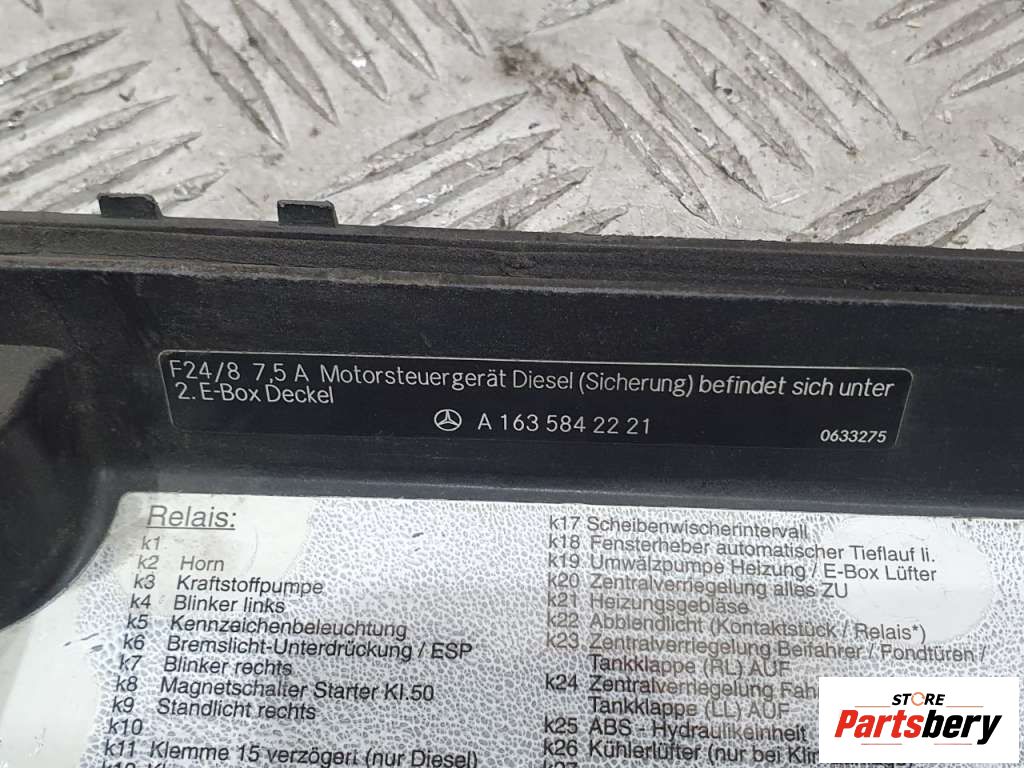 F24/8 7,5 A Motorsteuergerät Diesel (Sicherung) befindet sich unter
2. E-Box Deckel
A 163 584 22 21
0633275
Relais:
k1
k2 Horn
k3 Kraftstoffpumpe
k4 Blinker links
k5 Kennzeichenbeleuchtung
k6 Bremslicht-Unterdrückung / ESP
k7 Blinker rechts
k8 Magnetschalter Starter Kl.50
k9 Standlicht rechts
k10
k11 Klemme 15 verzögert (nur Diesel)
k17 Scheibenwischerintervall
k18 Fensterheber automatischer Tieflauf li.
k19 Umwälzpumpe Heizung / E-Box Lüfter
k20 Zentralverriegelung alles ZU
k21 Heizungsgebläse
k22 Abblendlicht (Kontaktstück / Relais*)
k23 Zentralverriegelung Beifahrer / Fondtüren /
Tankklappe (RL) AUF
k24 Zentralverriegelung
Tankklappe (LL) AUF
k25 ABS - Hydraulikeinheit
k26 Kühlerlüfter (nur bei
STORE
Partsbery